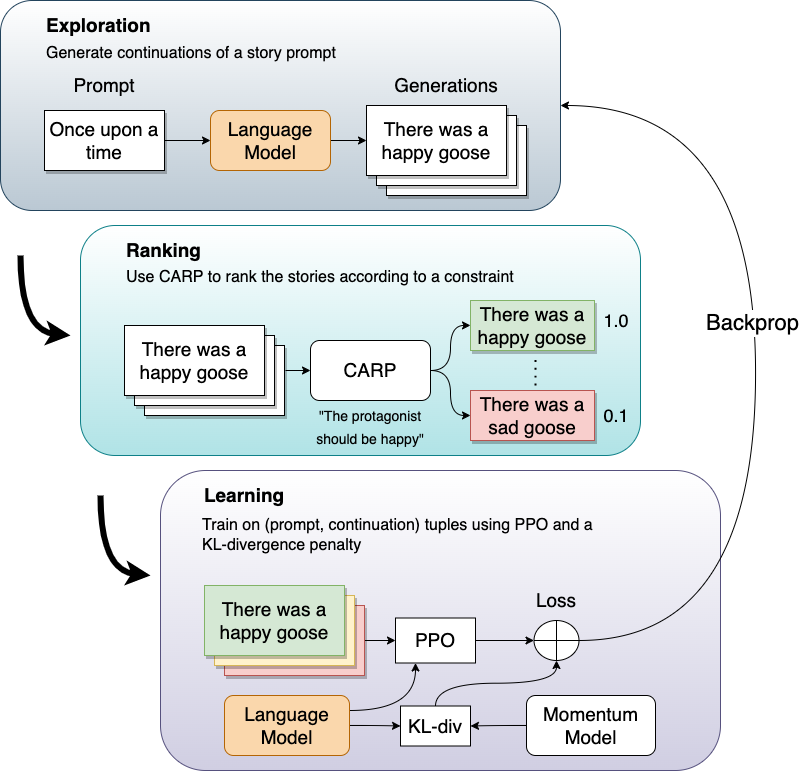 Exploration
Generate continuations of a story prompt
Prompt
Generations
Once upon a
time
Language
Model
There was a
happy goose
Ranking
Use CARP to rank the stories according to a constraint
There was a
happy goose
CARP
"The protagonist
should be happy"
There was a
happy goose
1.0
There was a
sad goose
0.1
Backprop
Learning
Train on (prompt, continuation) tuples using PPO and a
KL-divergence penalty
There was a
happy goose
PPO
Loss
Language
Model
KL-div
Momentum
Model